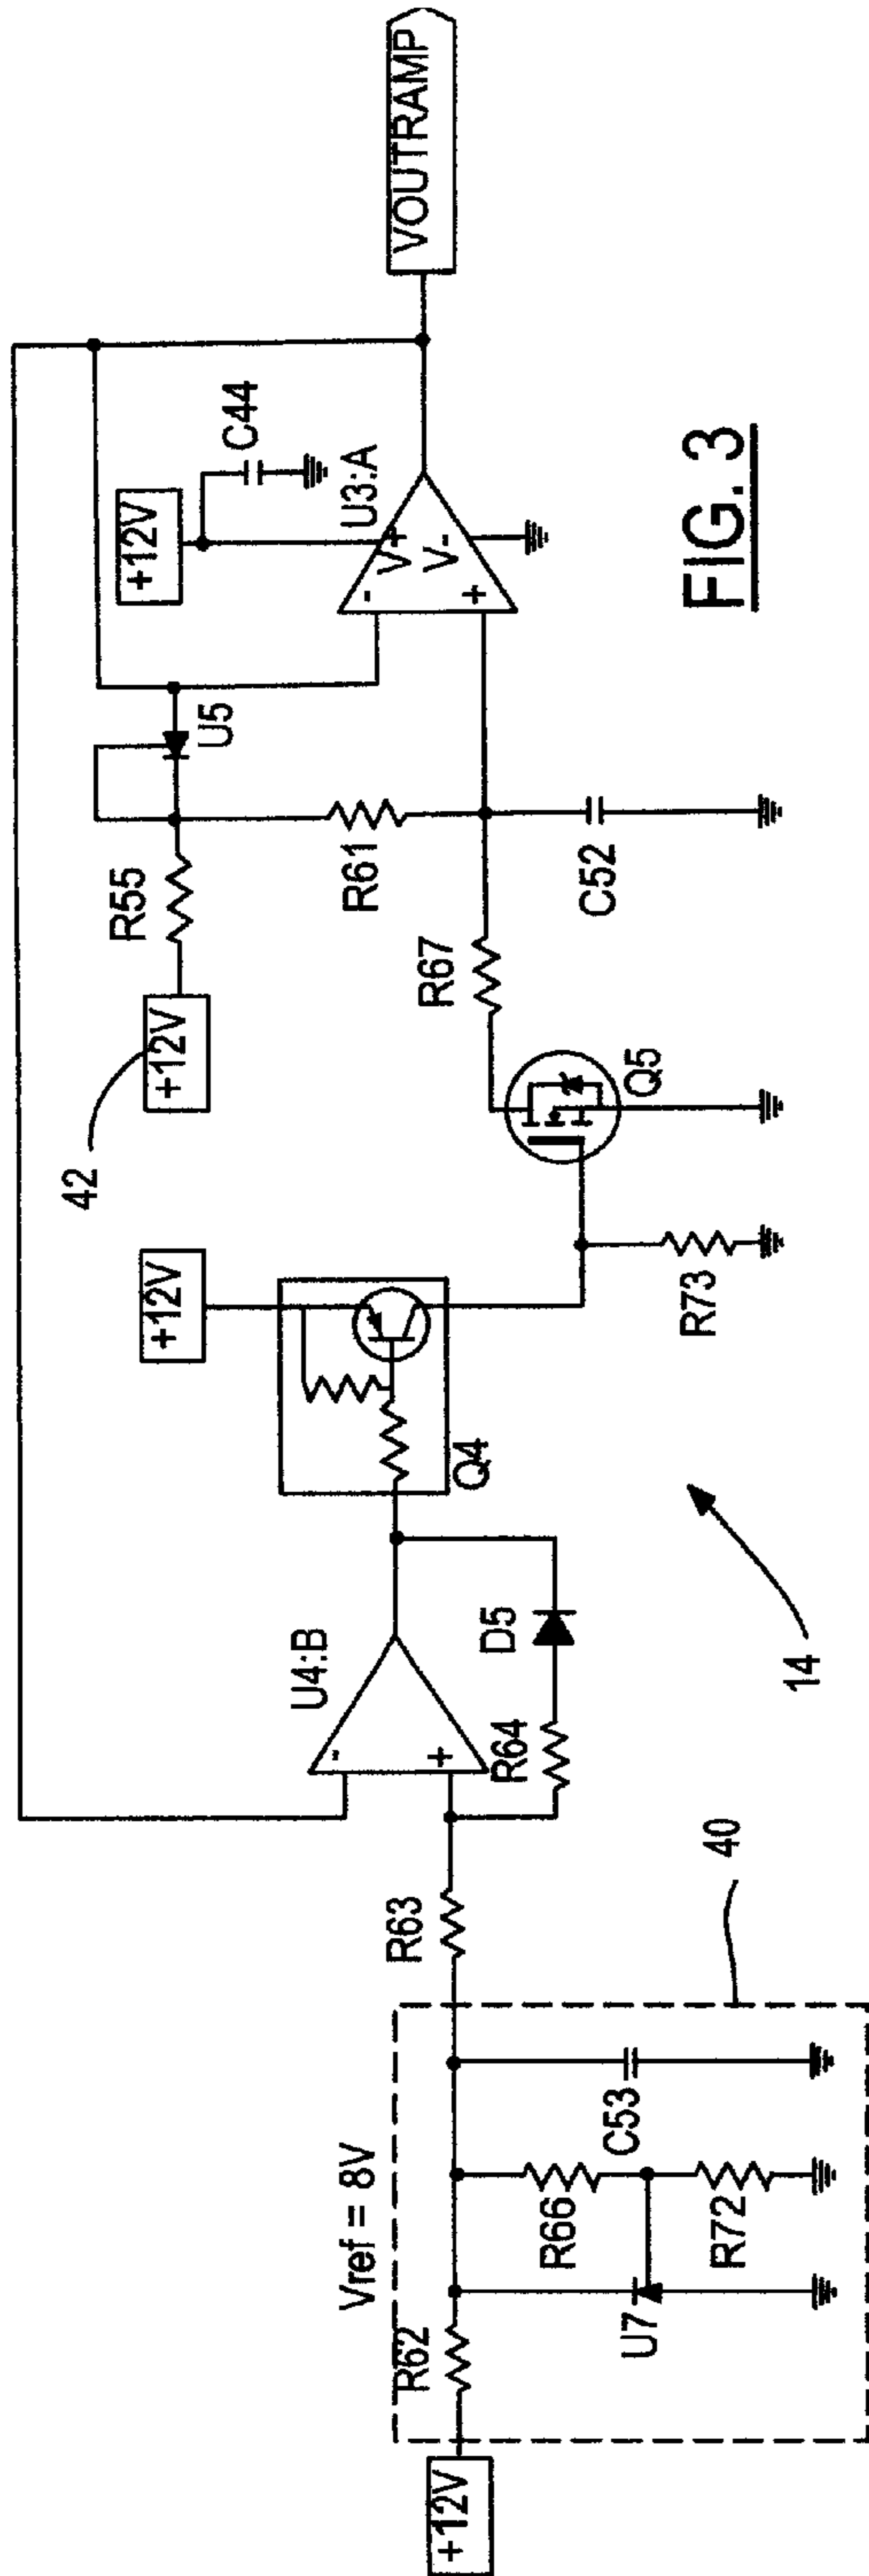 VOUTRAMP
+12V
C44
U3:A
V+
V-
-
+
U5
R55
+12V
42
R61
R67
C52
Q5
+12V
Q4
R73
U4:B
-
+
D5
R64
14
R63
40
Vref = 8V
R62
R66
C53
R72
U7
+12V
FIG. 3